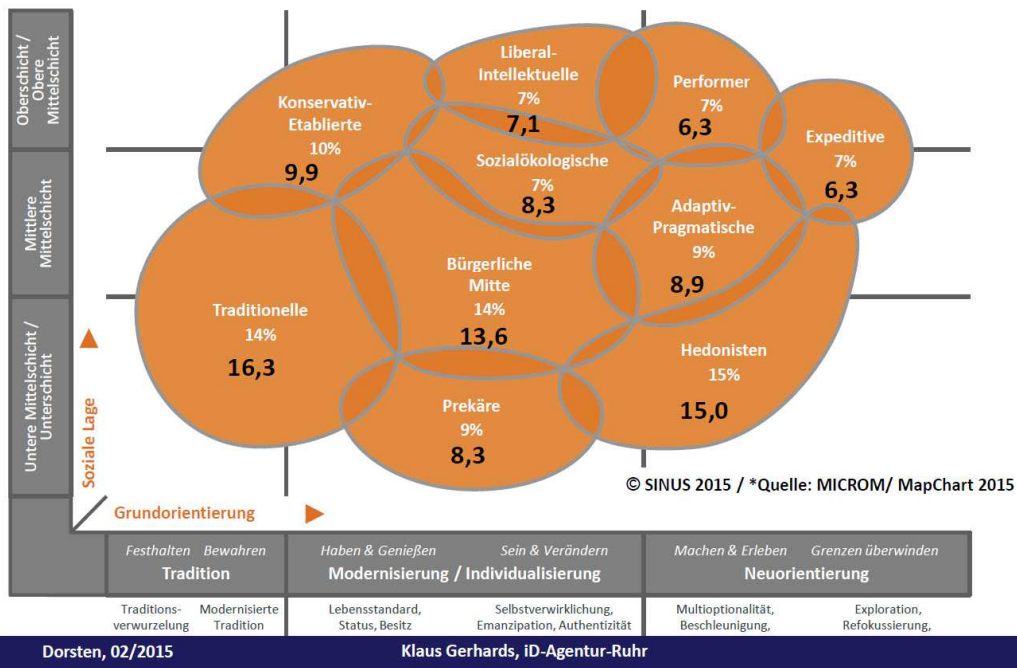 Oberschicht /
Obere
Mittelschicht
Mittlere
Mittelschicht
Untere Mittelschicht /
Unterschicht
Soziale Lage
Konservativ-
Etablierte
10%
9,9
Liberal-
Intellektuelle
7%
7,1
Performer
7%
6,3
Expeditive
7%
6,3
Sozialökologische
7%
8,3
Adaptiv-
Pragmatische
9%
8,9
Traditionelle
14%
16,3
Bürgerliche
Mitte
14%
13,6
Hedonisten
15%
15,0
Prekäre
9%
8,3
© SINUS 2015 / *Quelle: MICROM/ MapChart 2015
Grundorientierung
Festhalten Bewahren
Tradition
Haben & Genießen Sein & Verändern
Modernisierung / Individualisierung
Machen & Erleben Grenzen überwinden
Neuorientierung
Traditions-
verwurzelung
Modernisierte
Tradition
Lebensstandard,
Status, Besitz
Selbstverwirklichung,
Emanzipation, Authentizität
Multioptionalität,
Beschleunigung,
Exploration,
Refokussierung,
Dorsten, 02/2015 Klaus Gerhards, iD-Agentur-Ruhr